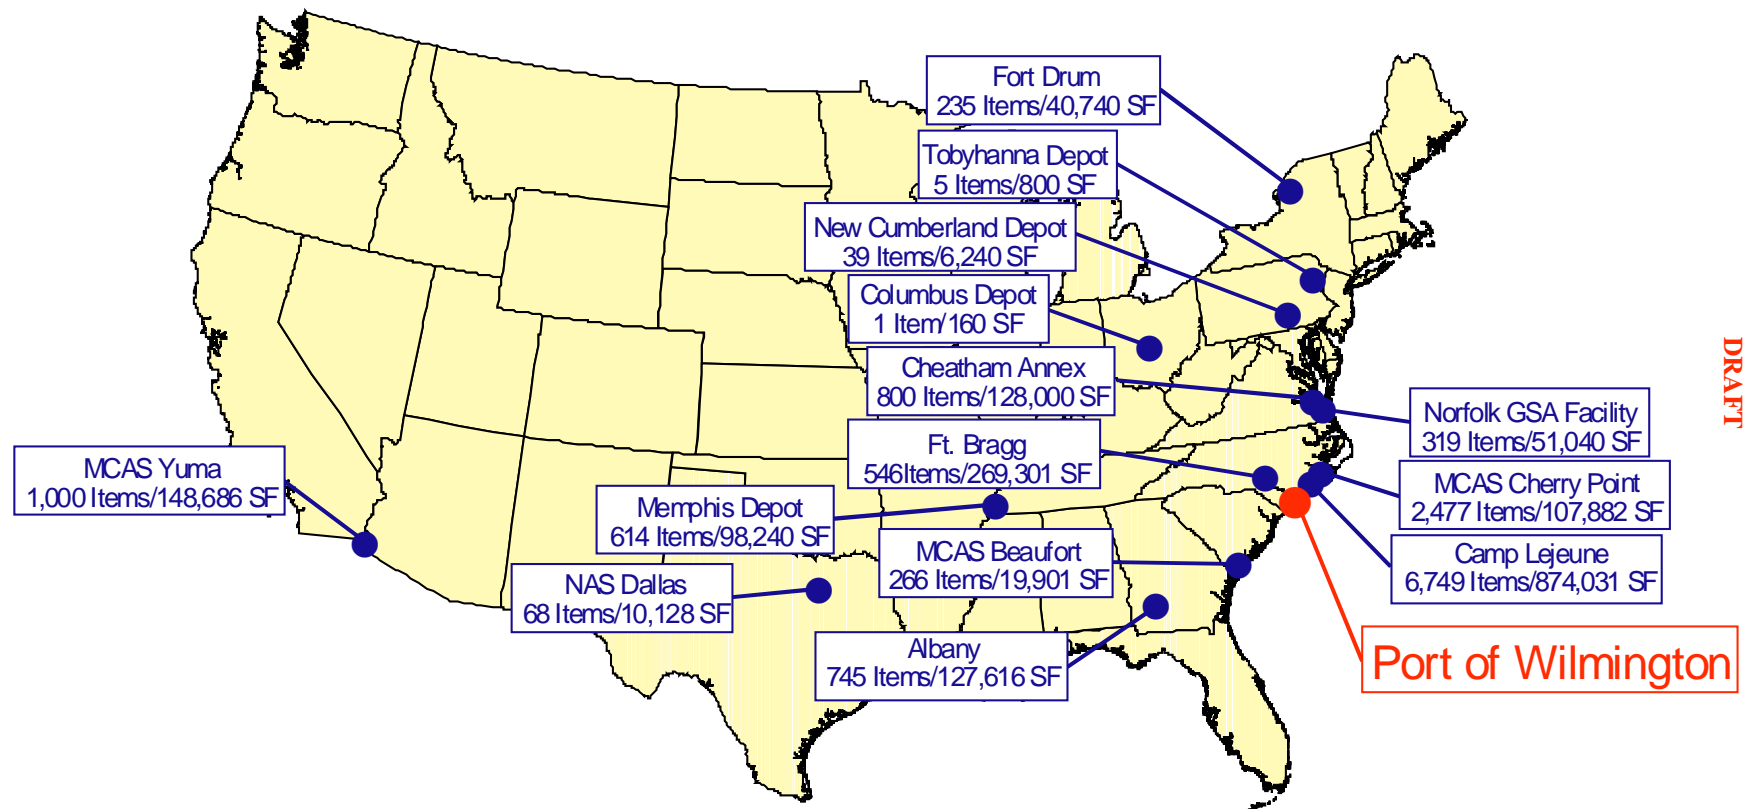 Fort Drum
235 Items/40,740 SF
Tobyhanna Depot
5 Items/800 SF
New Cumberland Depot
39 Items/6,240 SF
Columbus Depot
1 Item/160 SF
Cheatham Annex
800 Items/128,000 SF
Norfolk GSA Facility
319 Items/51,040 SF
Ft. Bragg
546Items/269,301 SF
MCAS Yuma
1,000 Items/148,686 SF
MCAS Cherry Point
2,477 Items/107,882 SF
Memphis Depot
614 Items/98,240 SF
MCAS Beaufort
266 Items/19,901 SF
Camp Lejeune
6,749 Items/874,031 SF
NAS Dallas
68 Items/10,128 SF
Albany
745 Items/127,616 SF
Port of Wilmington
DRAFT